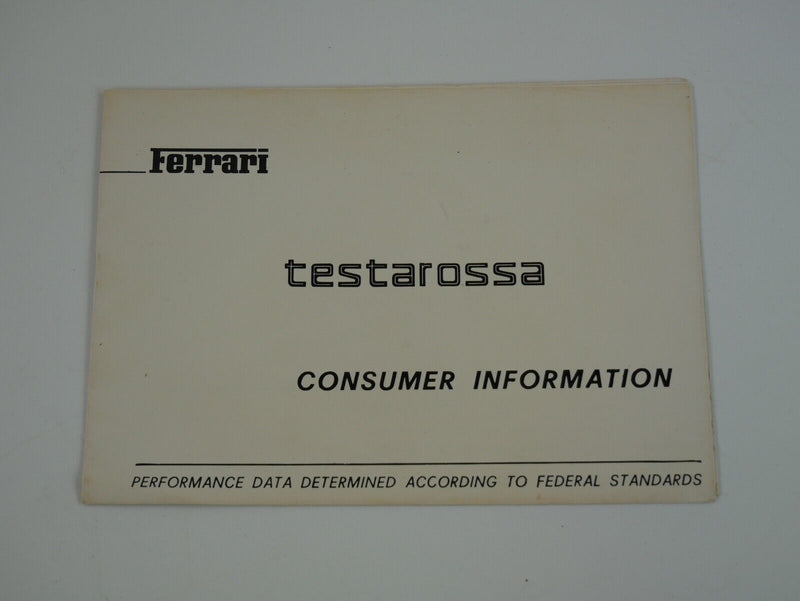 Ferrari
testarossa
CONSUMER INFORMATION
PERFORMANCE DATA DETERMINED ACCORDING TO FEDERAL STANDARDS